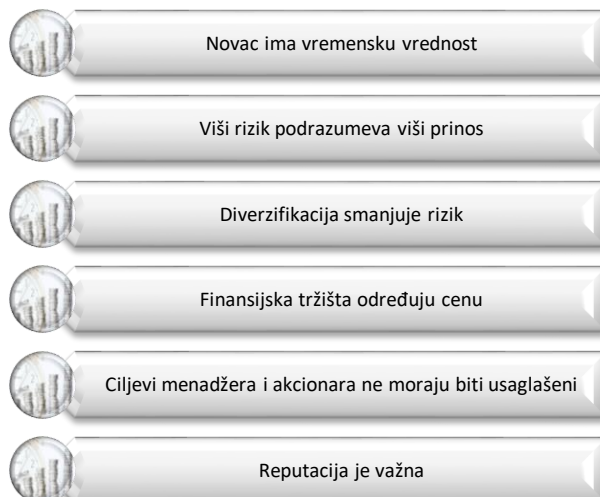 Novac ima vremensku vrednost
Viši rizik podrazumeva viši prinos
Diverzifikacija smanjuje rizik
Finansijska tržišta određuju cenu
Ciljevi menadžera i akcionara ne moraju biti usaglašeni
Reputacija je važna